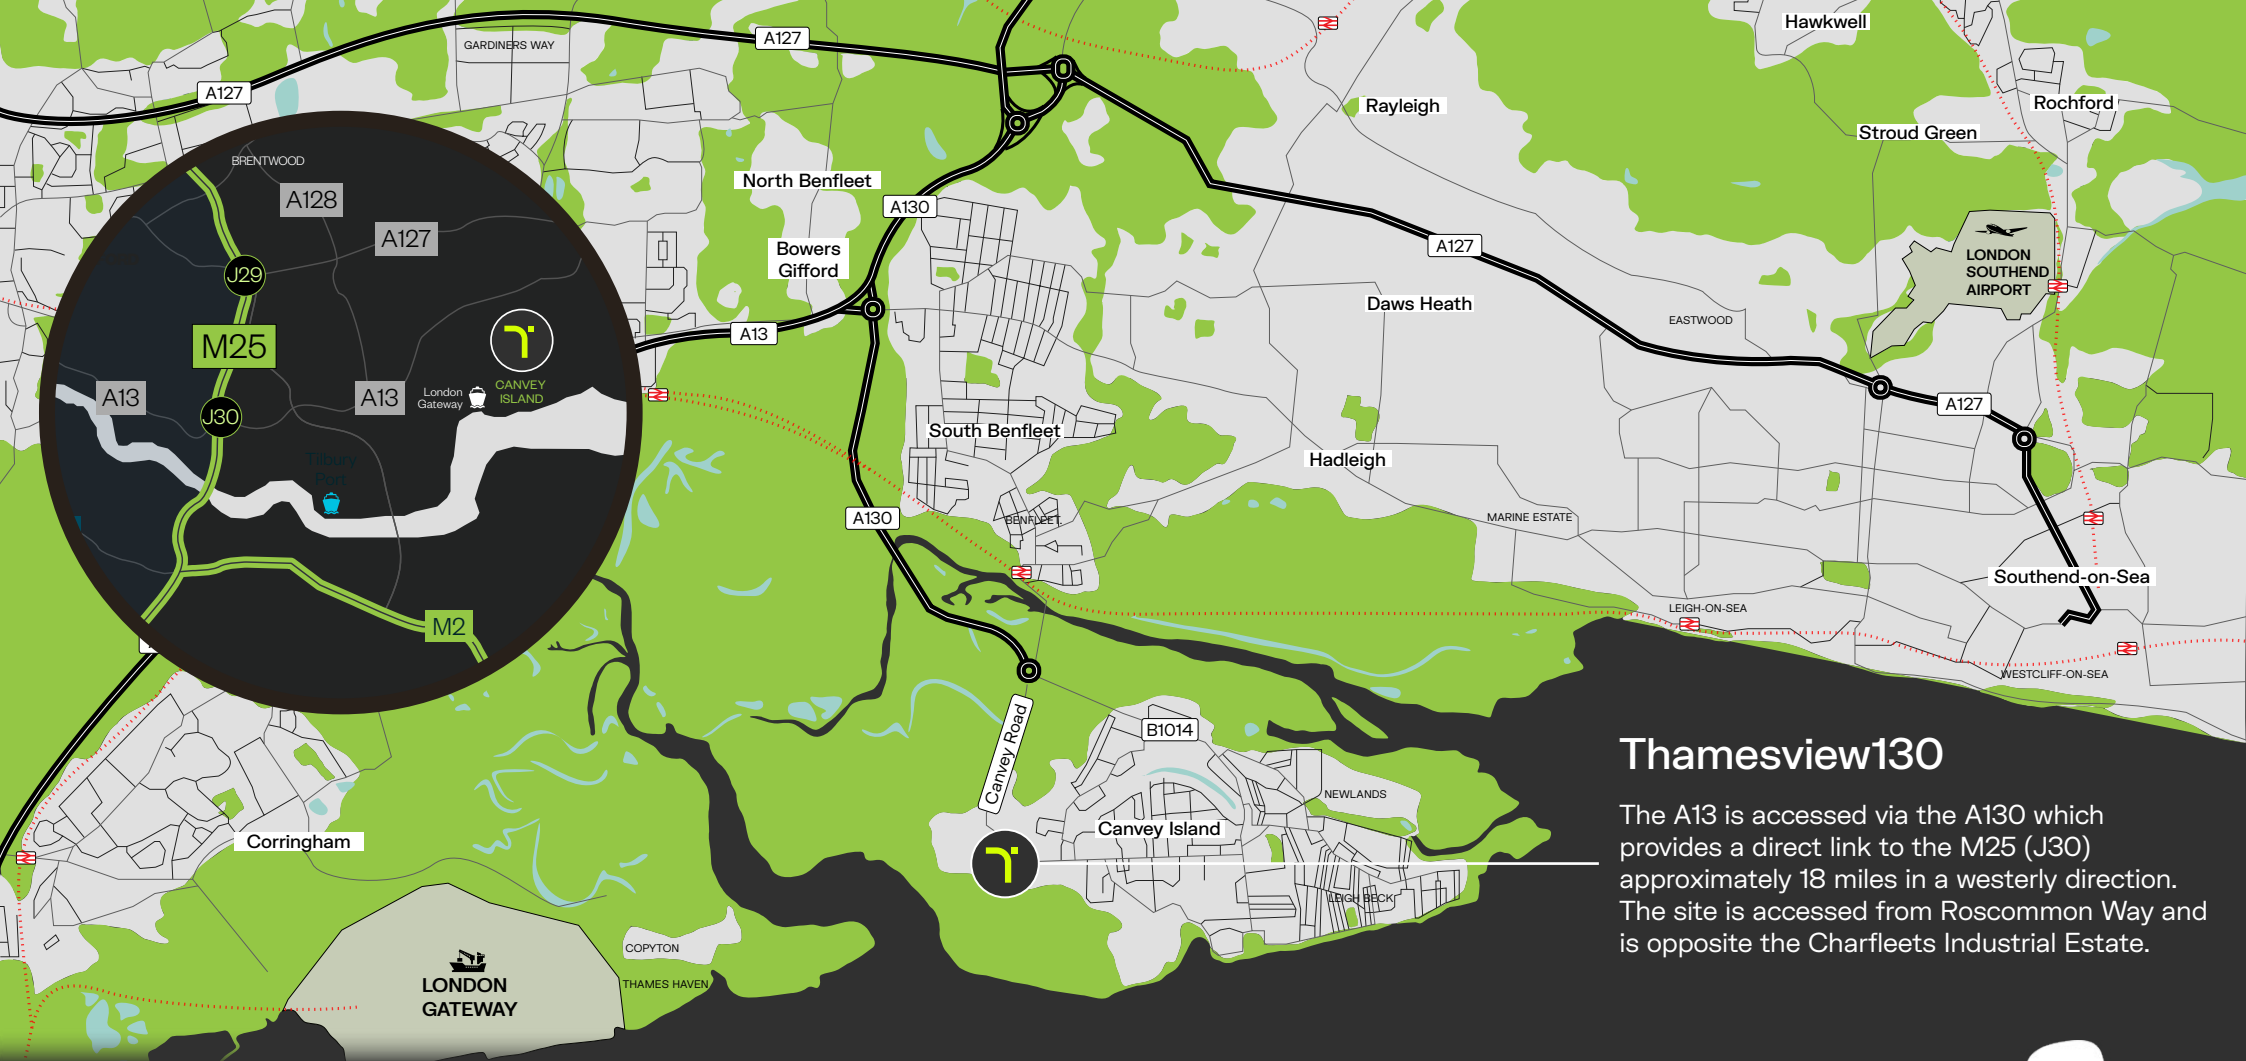 Hawkwell
A127
GARDINERS WAY
A127
Rayleigh
Rochford
Stroud Green
BRENTWOOD
North Benfleet
A128
A130
A127
Bowers
Gifford
A127
LONDON
SOUTHEND
AIRPORT
J29
Daws Heath
EASTWOOD
A13
M25
CANVEY
ISLAND
London
Gateway
A13
A13
J30
A127
South Benfleet
Hadleigh
Tilbury
Port
A130
BENFLEET
MARINE ESTATE
Southend-on-Sea
LEIGH-ON-SEA
M2
WESTCLIFF-ON-SEA
Canvey Road
B1014
NEWLANDS
Canvey Island
Corringham
LEIGH BECK
COPYTON
THAMES HAVEN
LONDON
GATEWAY
Thamesview130
The A13 is accessed via the A130 which
provides a direct link to the M25 (J30)
approximately 18 miles in a westerly direction.
The site is accessed from Roscommon Way and
is opposite the Charfleets Industrial Estate.